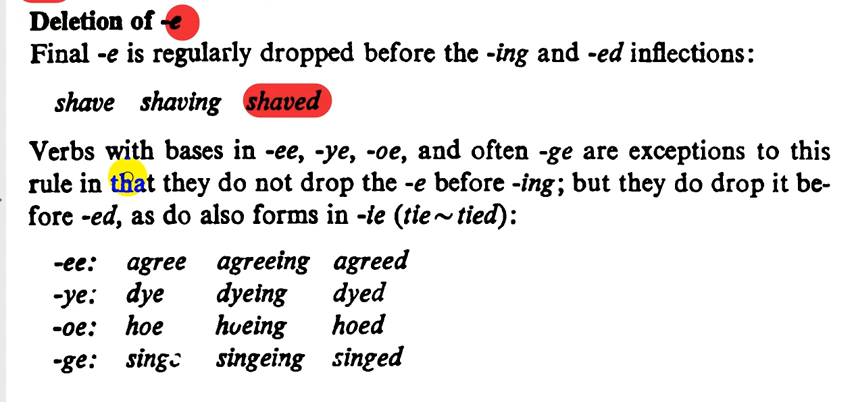 Deletion of -e
Final -e is regularly dropped before the -ing and -ed inflections:
shave shaving shaved
Verbs with bases in -ee, -ye, -oe, and often -ge are exceptions to this
rule in that they do not drop the -e before -ing; but they do drop it be-
fore -ed, as do also forms in -ie (tie~tied):
-ee: agree agreeing agreed
-ye: dye dyeing dyed
-oe: hoe hoeing hoed
-ge: singe singeing singed